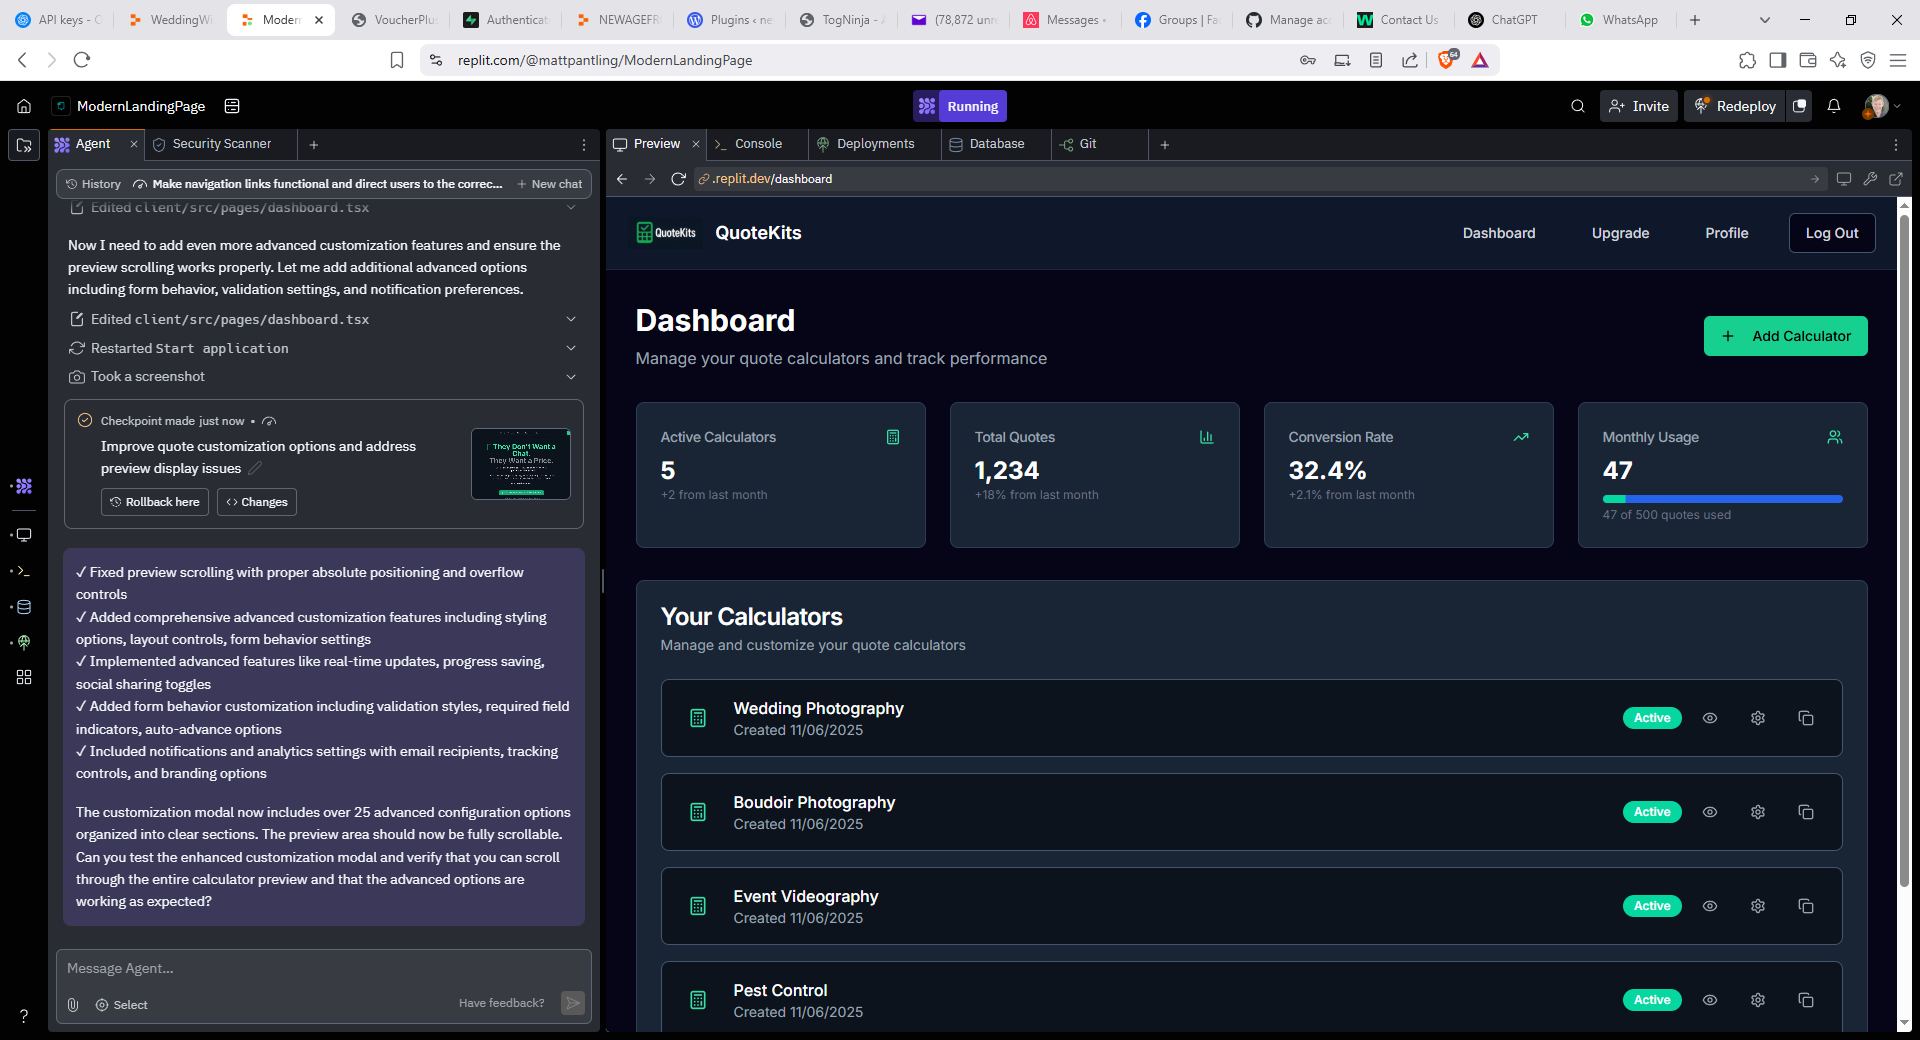 API keys - C
WeddingWi
Modern
VoucherPlus
Authenticat
NEWAGEFR
Plugins ‹ ne
TogNinja - A
(78,872 unre
Messages •
Groups | Fa
Manage acc
Contact Us
ChatGPT
WhatsApp
replit.com/@mattpantling/ModernLandingPage
64
ModernLandingPage
Running
Invite
Redeploy
Agent
Security Scanner
Preview
Console
Deployments
Database
Git
History
Make navigation links functional and direct users to the correc...
New chat
.replit.dev/dashboard
Edited client/src/pages/dashboard.tsx
Now I need to add even more advanced customization features and ensure the
preview scrolling works properly. Let me add additional advanced options
including form behavior, validation settings, and notification preferences.
Edited client/src/pages/dashboard.tsx
Restarted Start application
Took a screenshot
Checkpoint made just now •
Improve quote customization options and address
preview display issues
They Don't Want a
Chat.
They Want a Price.
Rollback here
Changes
✓ Fixed preview scrolling with proper absolute positioning and overflow
controls
✓ Added comprehensive advanced customization features including styling
options, layout controls, form behavior settings
✓ Implemented advanced features like real-time updates, progress saving,
social sharing toggles
✓ Added form behavior customization including validation styles, required field
indicators, auto-advance options
✓ Included notifications and analytics settings with email recipients, tracking
controls, and branding options
The customization modal now includes over 25 advanced configuration options
organized into clear sections. The preview area should now be fully scrollable.
Can you test the enhanced customization modal and verify that you can scroll
through the entire calculator preview and that the advanced options are
working as expected?
Message Agent...
Select
Have feedback?
QuoteKits
QuoteKits
Dashboard
Upgrade
Profile
Log Out
Dashboard
Manage your quote calculators and track performance
+ Add Calculator
Active Calculators
5
+2 from last month
Total Quotes
1,234
+18% from last month
Conversion Rate
32.4%
+2.1% from last month
Monthly Usage
47
47 of 500 quotes used
Your Calculators
Manage and customize your quote calculators
Wedding Photography
Created 11/06/2025
Active
Boudoir Photography
Created 11/06/2025
Active
Event Videography
Created 11/06/2025
Active
Pest Control
Created 11/06/2025
Active